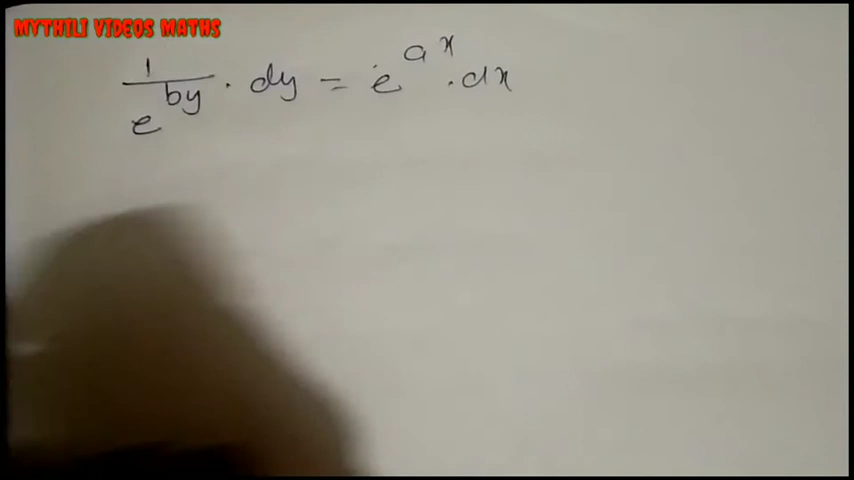 MYTHILI VIDEOS MATHS
1/e^{by} · dy = e^{ax} · dx